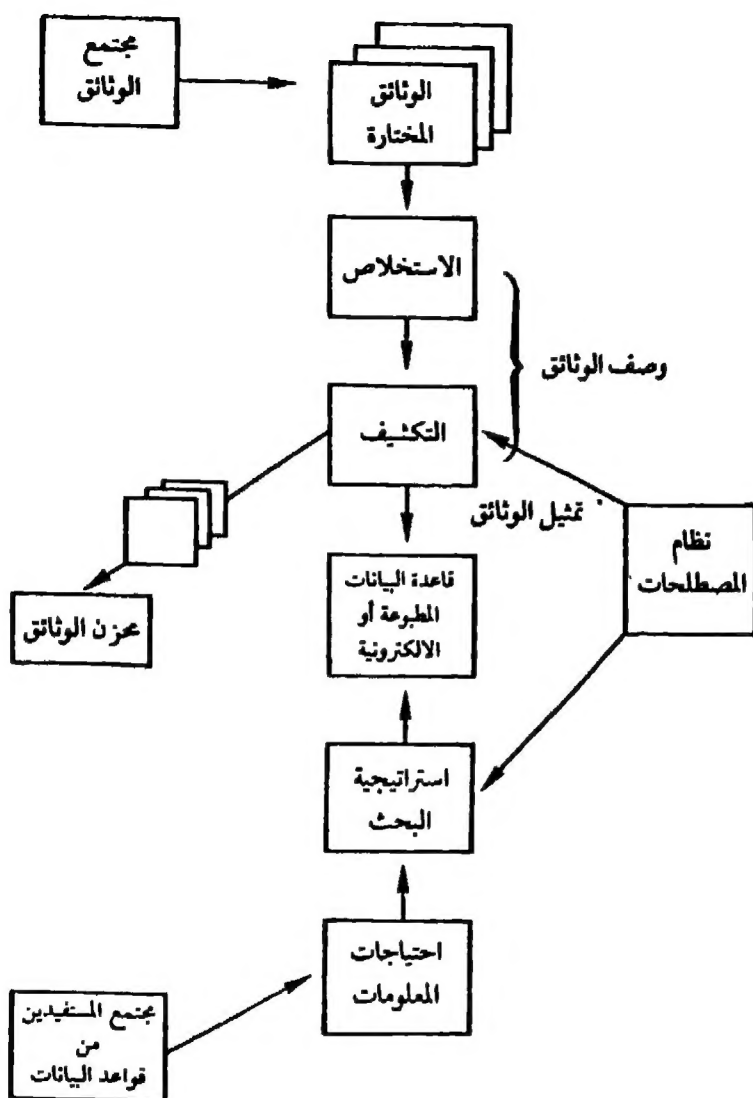 مجتمع
الوثائق
الوثائق
المختارة
الاستخلاص
وصف الوثائق
التكشيف
تمثيل الوثائق
نظام
المصطلحات
قاعدة البيانات
المطبوعة أو
الالكترونية
مخزن الوثائق
استراتيجية
البحث
احتياجات
المعلومات
مجتمع المستفيدين
من
قواعد البيانات